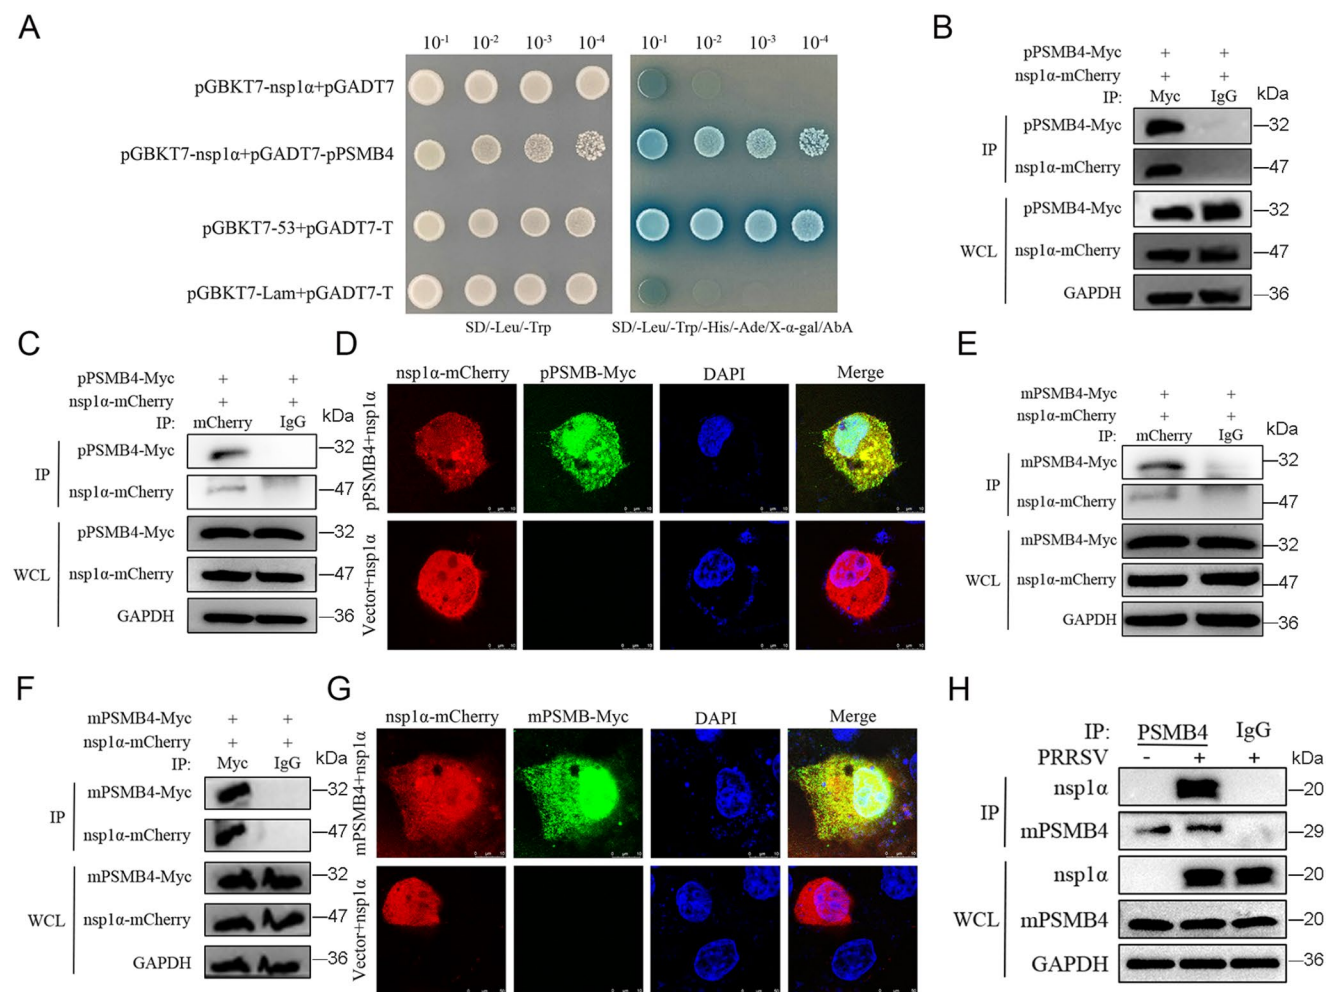 A
10-1 10-2 10-3 10-4 10-1 10-2 10-3 10-4
pGBKT7-nsp1α+pGADT7
pGBKT7-nsp1α+pGADT7-pPSMB4
pGBKT7-53+pGADT7-T
pGBKT7-Lam+pGADT7-T
SD/-Leu/-Trp SD/-Leu/-Trp/-His/-Ade/X-α-gal/AbA
B
pPSMB4-Myc + +
nsp1α-mCherry + +
IP: Myc IgG kDa
IP
pPSMB4-Myc 32
nsp1α-mCherry 47
WCL
pPSMB4-Myc 32
nsp1α-mCherry 47
GAPDH 36
C
pPSMB4-Myc + +
nsp1α-mCherry + +
IP: mCherry IgG kDa
IP
pPSMB4-Myc 32
nsp1α-mCherry 47
WCL
pPSMB4-Myc 32
nsp1α-mCherry 47
GAPDH 36
D
nsp1α-mCherry pPSMB-Myc DAPI Merge
pPSMB4+nsp1α
Vector+nsp1α
E
mPSMB4-Myc + +
nsp1α-mCherry + +
IP: mCherry IgG kDa
IP
mPSMB4-Myc 32
nsp1α-mCherry 47
WCL
mPSMB4-Myc 32
nsp1α-mCherry 47
GAPDH 36
F
mPSMB4-Myc + +
nsp1α-mCherry + +
IP: Myc IgG kDa
IP
mPSMB4-Myc 32
nsp1α-mCherry 47
WCL
mPSMB4-Myc 32
nsp1α-mCherry 47
GAPDH 36
G
nsp1α-mCherry mPSMB-Myc DAPI Merge
mPSMB4+nsp1α
Vector+nsp1α
H
IP: PSMB4 IgG
PRRSV - + + kDa
IP
nsp1α 20
mPSMB4 29
WCL
nsp1α 20
mPSMB4 20
GAPDH 36